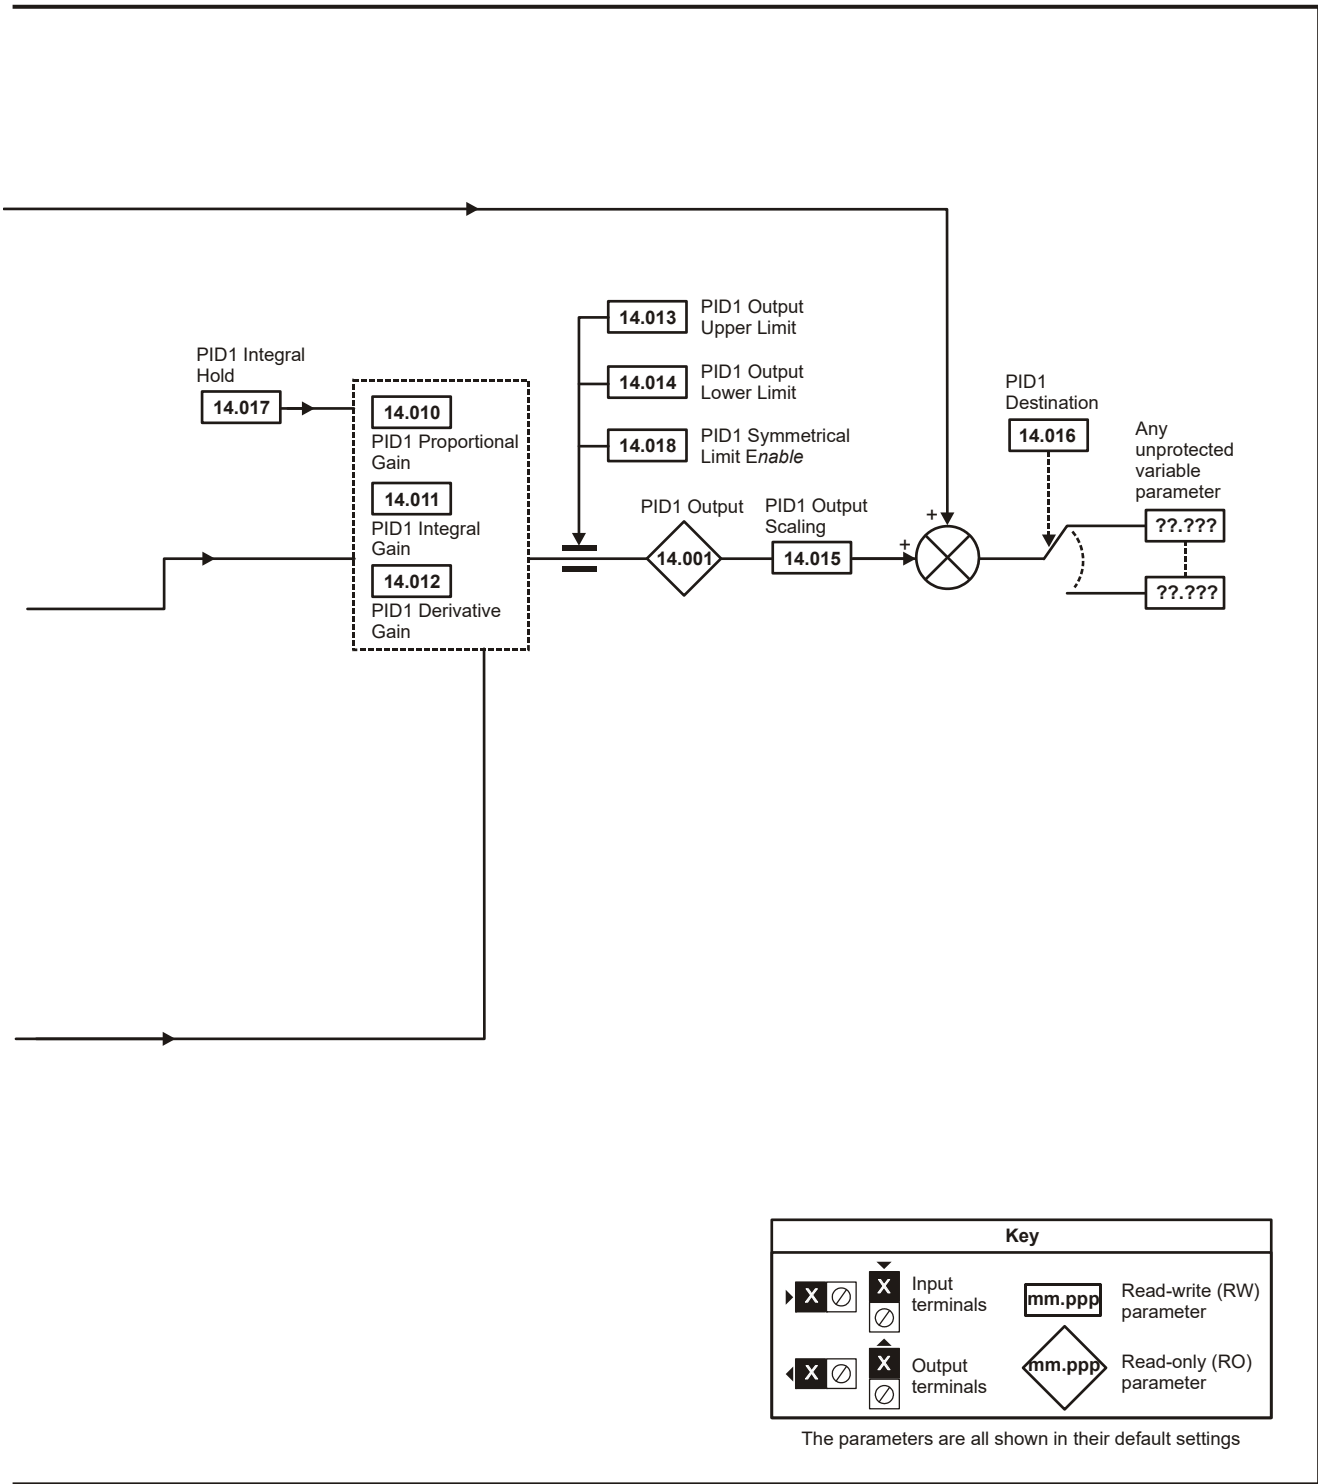 PID1 Integral
Hold
14.017
14.010
PID1 Proportional
Gain
14.011
PID1 Integral
Gain
14.012
PID1 Derivative
Gain
14.013
PID1 Output
Upper Limit
14.014
PID1 Output
Lower Limit
14.018
PID1 Symmetrical
Limit Enable
PID1 Output
14.001
PID1 Output
Scaling
14.015
+
+
PID1
Destination
14.016
Any
unprotected
variable
parameter
??.???
??.???
Key
X
X
Input
terminals
mm.ppp
Read-write (RW)
parameter
X
X
Output
terminals
mm.ppp
Read-only (RO)
parameter
The parameters are all shown in their default settings